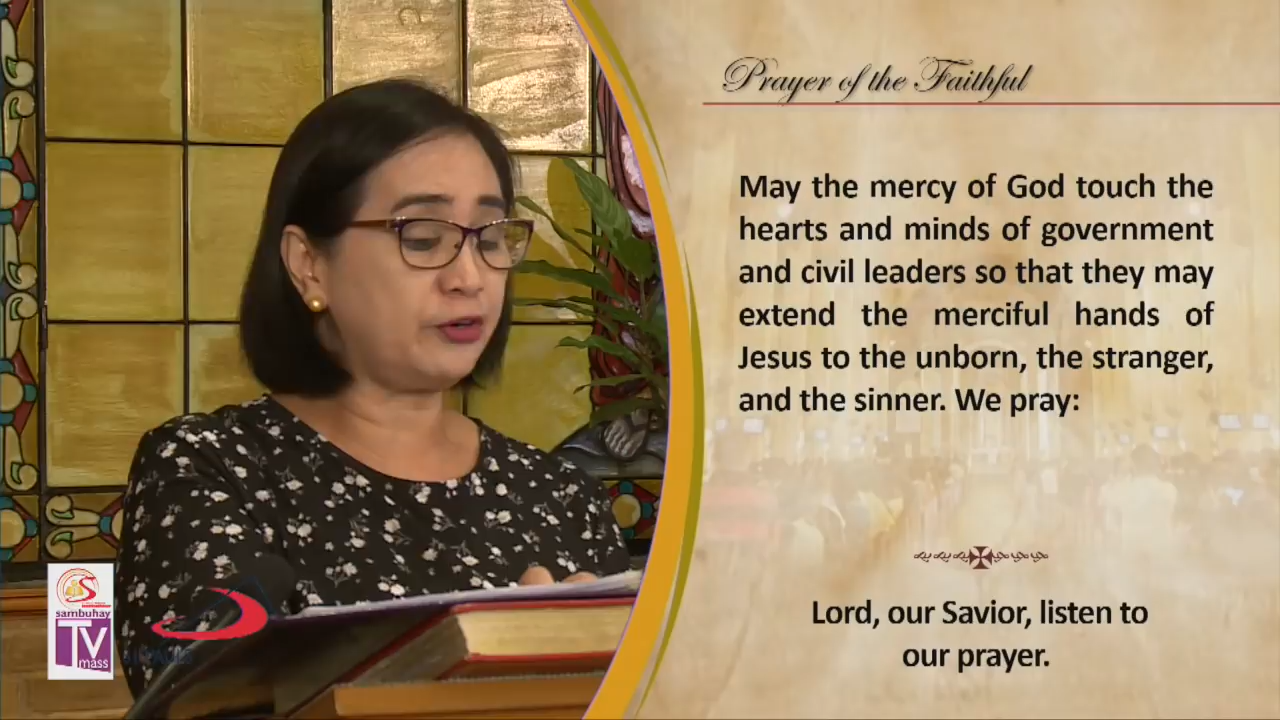 Prayer of the Faithful
May the mercy of God touch the
hearts and minds of government
and civil leaders so that they may
extend the merciful hands of
Jesus to the unborn, the stranger,
and the sinner. We pray:
Lord, our Savior, listen to
our prayer.
sambuhay
TV
mass